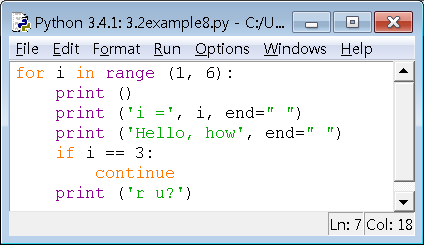 Python 3.4.1: 3.2example8.py - C:/U...
File Edit Format Run Options Windows Help
for i in range (1, 6):
    print ()
    print ('i =', i, end=" ")
    print ('Hello, how', end=" ")
    if i == 3:
        continue
    print ('r u?')
Ln: 7 Col: 18